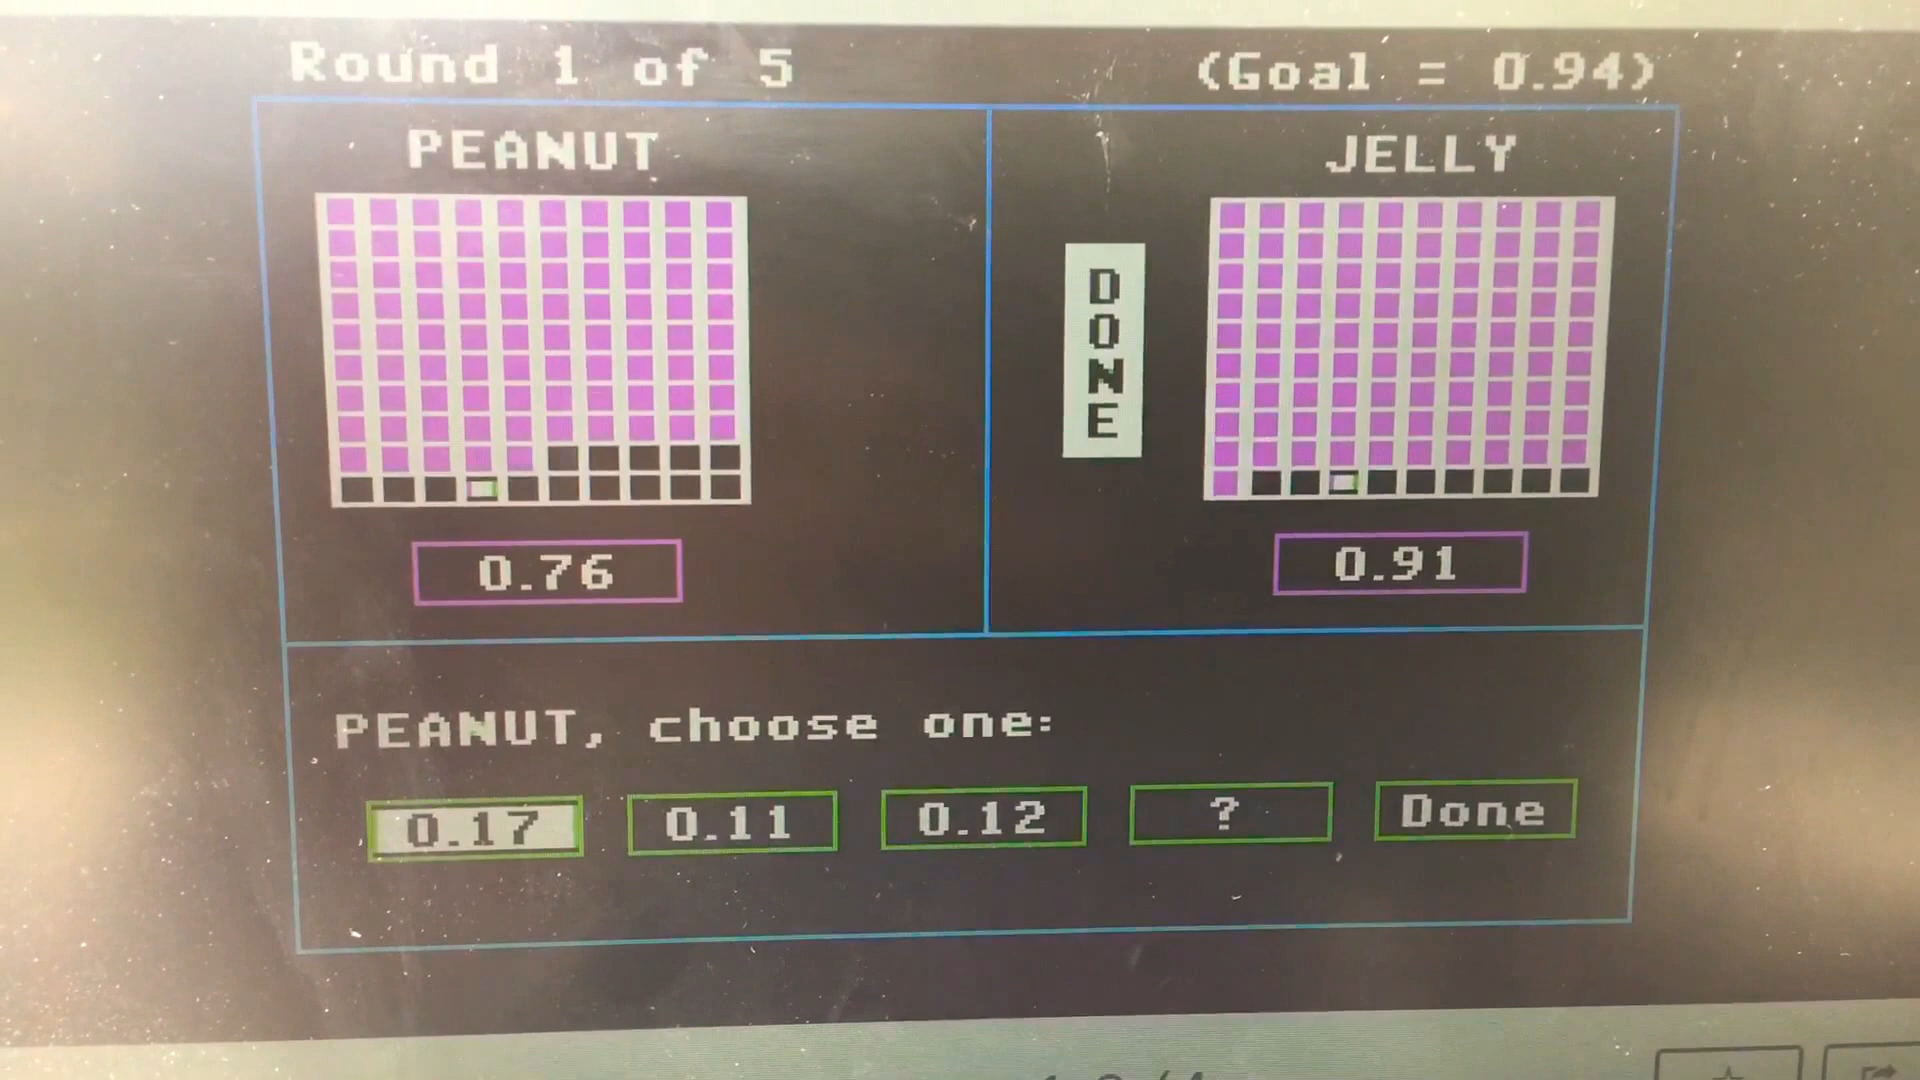 Round 1 of 5
(Goal = 0.94)
PEANUT
JELLY
DONE
0.76
0.91
PEANUT, choose one:
0.17
0.11
0.12
?
Done